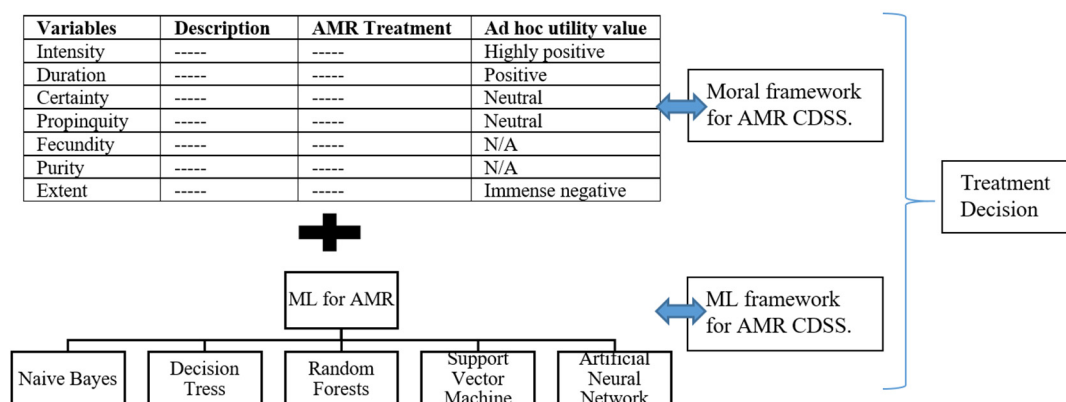 Variables Description AMR Treatment Ad hoc utility value
Intensity ----- ----- Highly positive
Duration ----- ----- Positive
Certainty ----- ----- Neutral
Propinquity ----- ----- Neutral
Fecundity ----- ----- N/A
Purity ----- ----- N/A
Extent ----- ----- Immense negative
Moral framework
for AMR CDSS.
Treatment
Decision
ML for AMR
ML framework
for AMR CDSS.
Naive Bayes
Decision
Tress
Random
Forests
Support
Vector
Machine
Artificial
Neural
Network